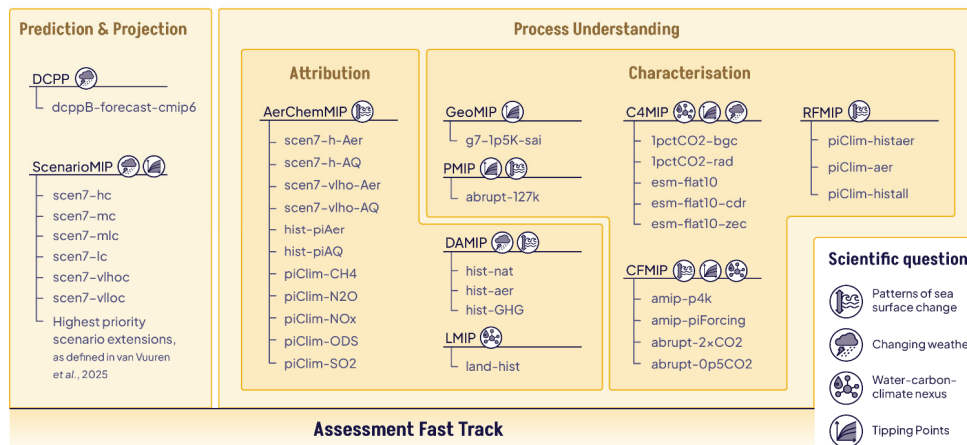 Prediction & Projection
DCPP
dcppB-forecast-cmip6
ScenarioMIP
scen7-hc
scen7-mc
scen7-mlc
scen7-lc
scen7-vlhoc
scen7-vlloc
Highest priority
scenario extensions,
as defined in van Vuuren
et al., 2025
Process Understanding
Attribution
AerChemMIP
scen7-h-Aer
scen7-h-AQ
scen7-vlho-Aer
scen7-vlho-AQ
hist-piAer
hist-piAQ
piClim-CH4
piClim-N2O
piClim-NOx
piClim-ODS
piClim-SO2
DAMIP
hist-nat
hist-aer
hist-GHG
LMIP
land-hist
Characterisation
GeoMIP
g7-1p5K-sai
PMIP
abrupt-127k
C4MIP
1pctCO2-bgc
1pctCO2-rad
esm-flat10
esm-flat10-cdr
esm-flat10-zec
CFMIP
amip-p4k
amip-piForcing
abrupt-2xCO2
abrupt-0p5CO2
RFMIP
piClim-histaer
piClim-aer
piClim-histall
Scientific question
Patterns of sea
surface change
Changing weathe
Water-carbon-
climate nexus
Tipping Points
Assessment Fast Track